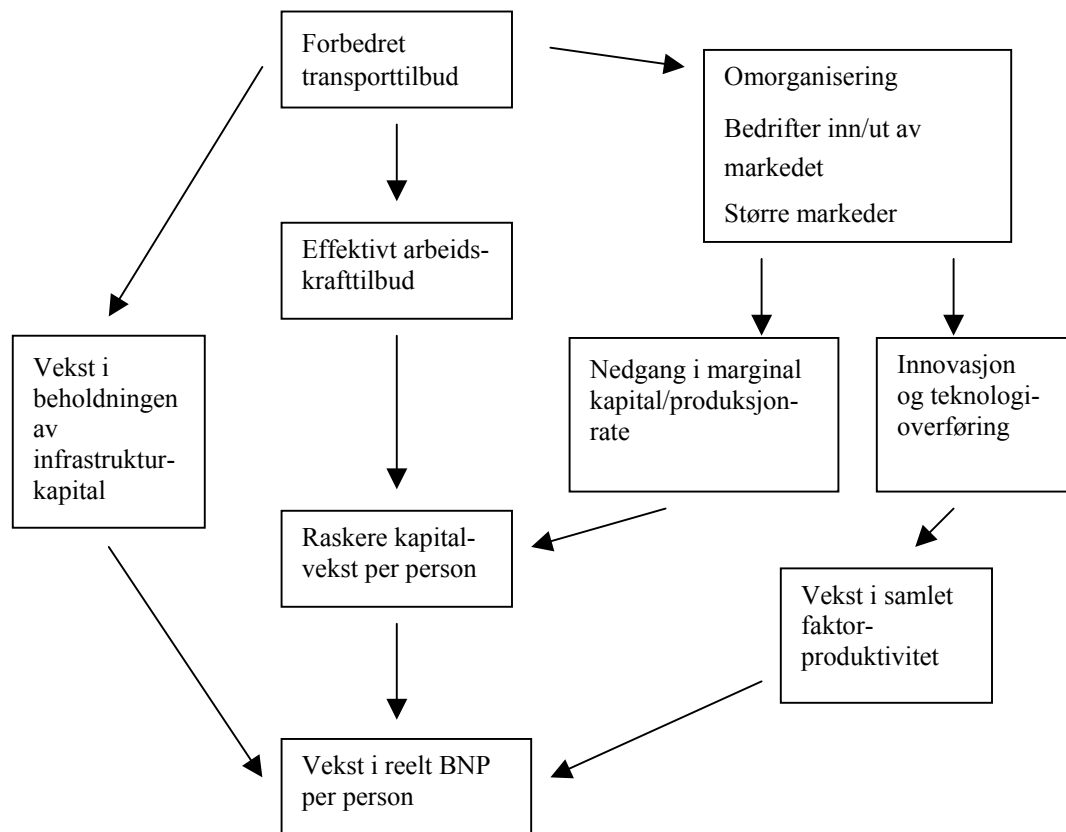 Forbedret
transporttilbud
Omorganisering
Bedrifter inn/ut av
markedet
Større markeder
Effektivt arbeids-
krafttilbud
Vekst i
beholdningen
av
infrastruktur-
kapital
Nedgang i marginal
kapital/produksjon-
rate
Innovasjon
og teknologi-
overføring
Raskere kapital-
vekst per person
Vekst i samlet
faktor-
produktivitet
Vekst i reelt BNP
per person